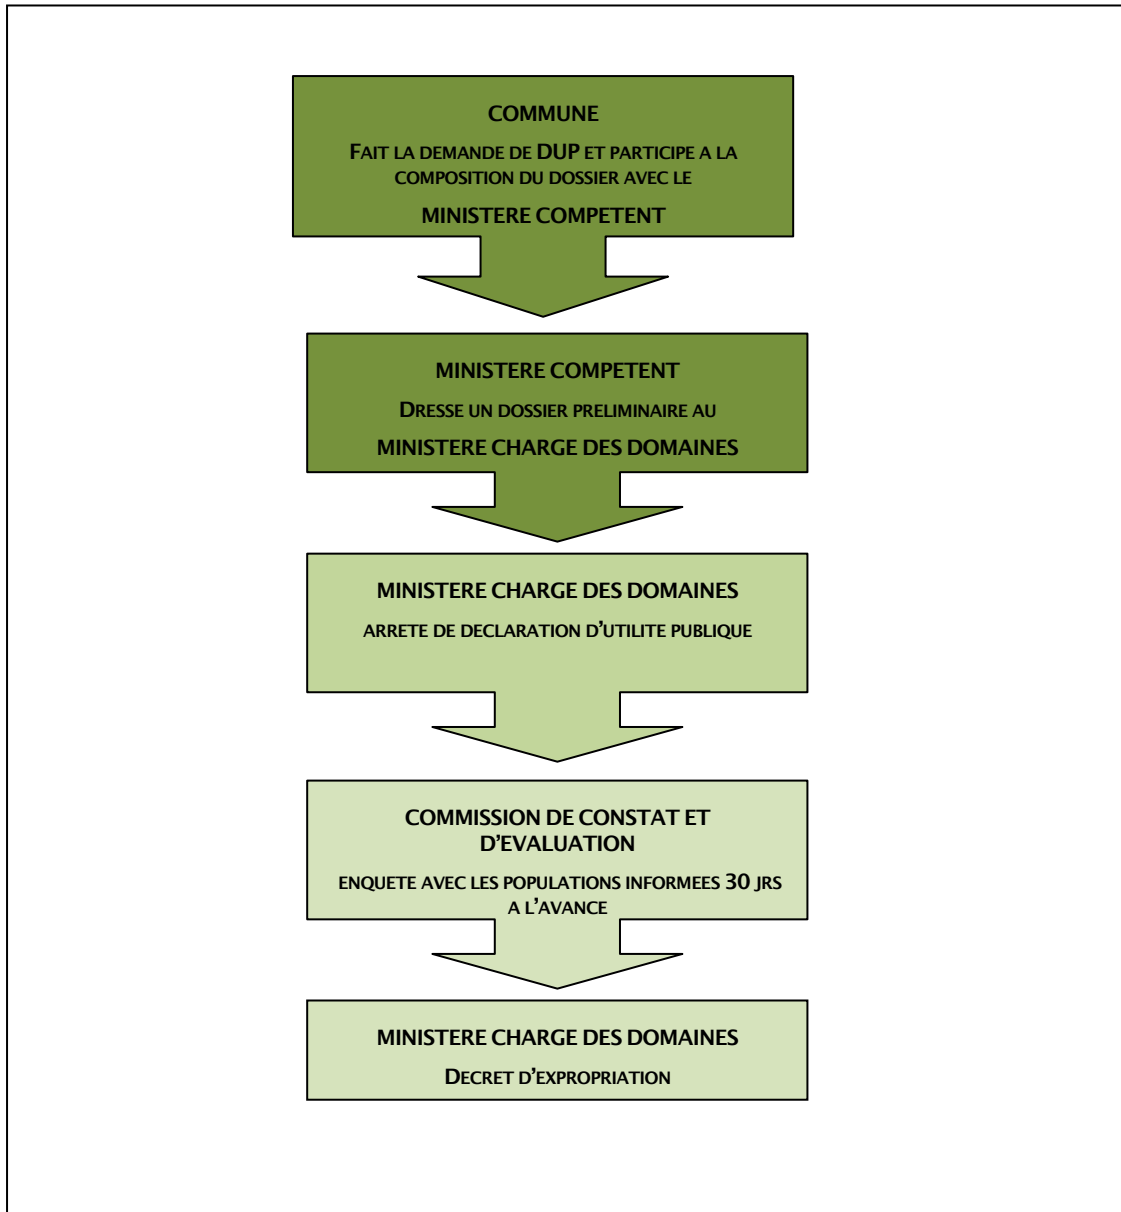 COMMUNE
FAIT LA DEMANDE DE DUP ET PARTICIPE A LA
COMPOSITION DU DOSSIER AVEC LE
MINISTERE COMPETENT
MINISTERE COMPETENT
DRESSE UN DOSSIER PRELIMINAIRE AU
MINISTERE CHARGE DES DOMAINES
MINISTERE CHARGE DES DOMAINES
ARRETE DE DECLARATION D'UTILITE PUBLIQUE
COMMISSION DE CONSTAT ET
D'EVALUATION
ENQUETE AVEC LES POPULATIONS INFORMEES 30 JRS
A L'AVANCE
MINISTERE CHARGE DES DOMAINES
DECRET D'EXPROPRIATION